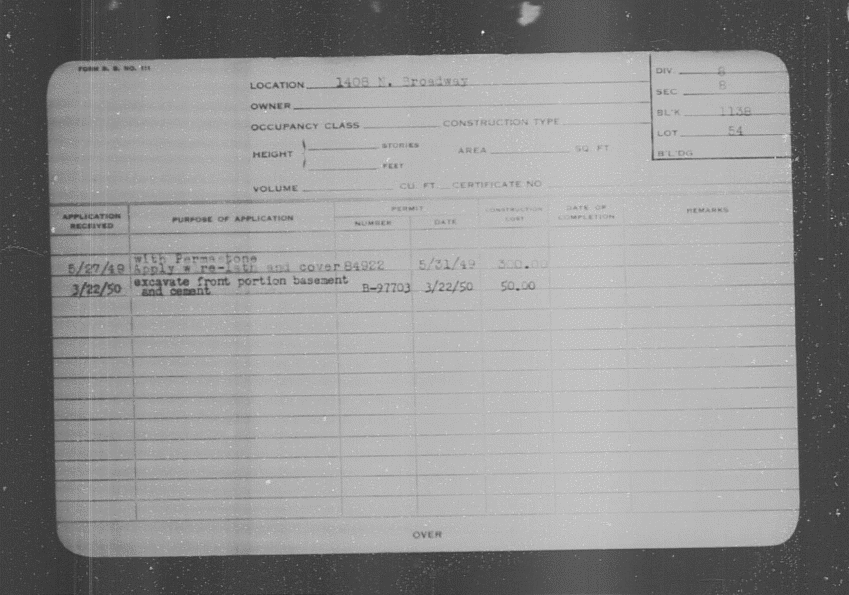 FORM B. B. NO. 111
LOCATION 1408 N. Broadway
OWNER
OCCUPANCY CLASS CONSTRUCTION TYPE
HEIGHT STORIES FEET AREA SQ. FT.
VOLUME CU. FT. CERTIFICATE NO
DIV. 8
SEC 8
BL'K 1138
LOT 54
B'L'DG
APPLICATION RECEIVED PURPOSE OF APPLICATION PERMIT NUMBER DATE CONSTRUCTION COST DATE OF COMPLETION REMARKS
with Permastone
5/27/49 Apply wire-lath and cover 84922 5/31/49 300.00
3/22/50 excavate front portion basement B-97703 3/22/50 50.00
and cement
OVER